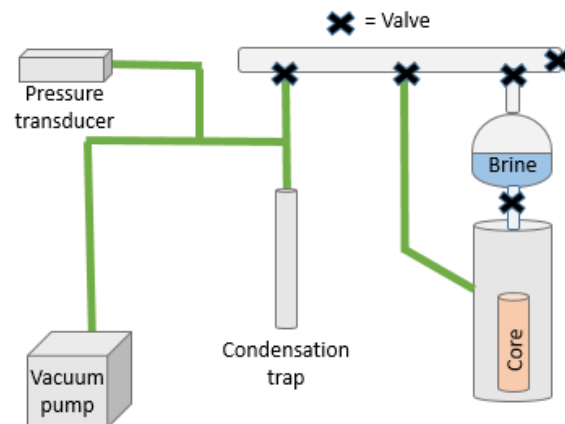 = Valve
Pressure
transducer
Brine
Core
Condensation
trap
Vacuum
pump